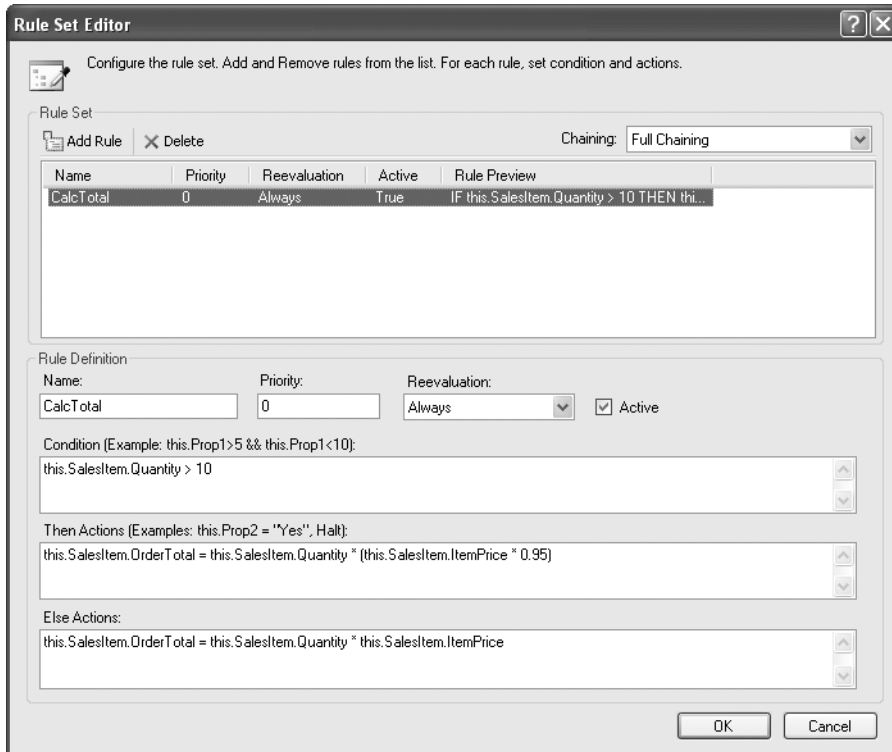 Rule Set Editor
Configure the rule set. Add and Remove rules from the list. For each rule, set condition and actions.
Rule Set
Add Rule Delete Chaining: Full Chaining
Name Priority Reevaluation Active Rule Preview
CalcTotal 0 Always True IF this.SalesItem.Quantity > 10 THEN thi...
Rule Definition
Name: Priority: Reevaluation:
CalcTotal 0 Always Active
Condition (Example: this.Prop1>5 && this.Prop1<10):
this.SalesItem.Quantity > 10
Then Actions (Examples: this.Prop2 = "Yes", Halt):
this.SalesItem.OrderTotal = this.SalesItem.Quantity * (this.SalesItem.ItemPrice * 0.95)
Else Actions:
this.SalesItem.OrderTotal = this.SalesItem.Quantity * this.SalesItem.ItemPrice
OK Cancel